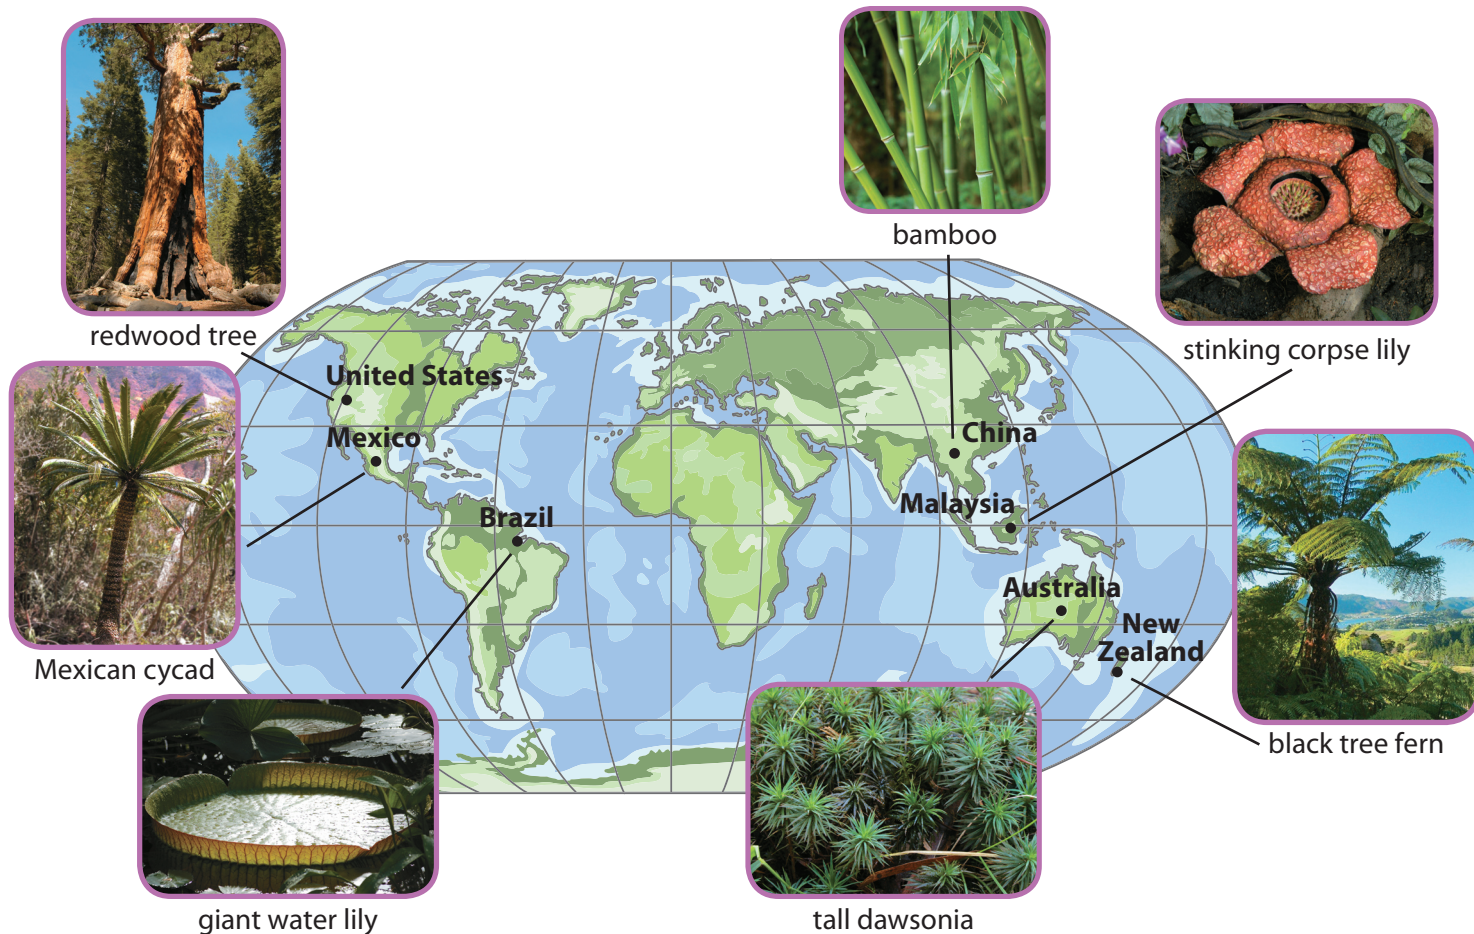 bamboo
redwood tree
stinking corpse lily
United States
Mexico
China
Malaysia
Brazil
Australia
New
Zealand
Mexican cycad
black tree fern
giant water lily
tall dawsonia